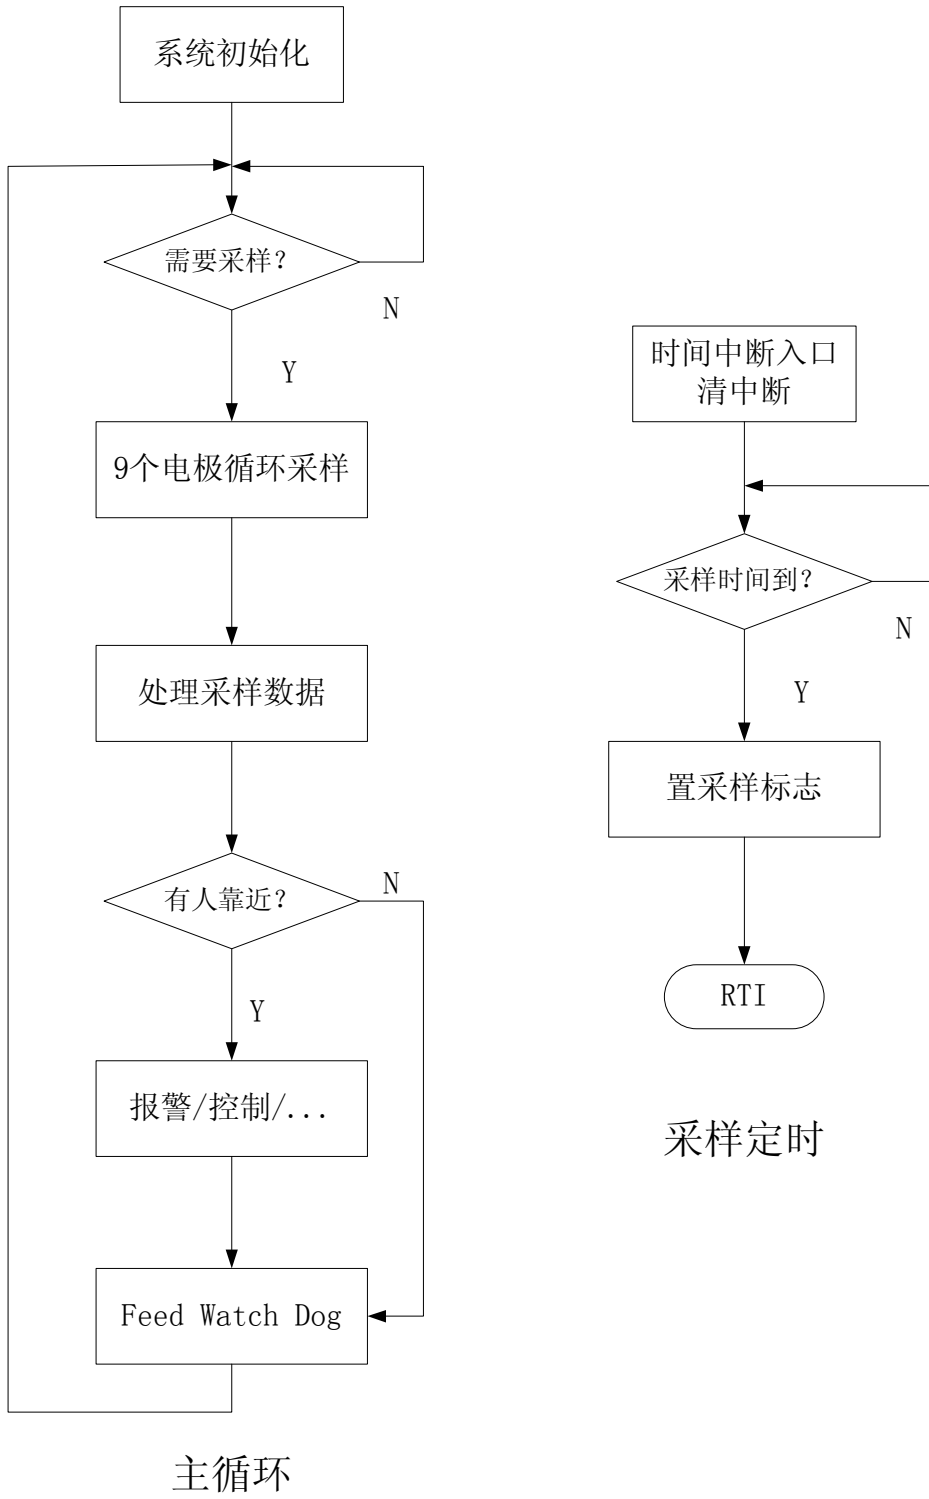 系统初始化
需要采样?
N
Y
9个电极循环采样
处理采样数据
有人靠近?
N
Y
报警/控制/...
Feed Watch Dog
主循环
时间中断入口
清中断
采样时间到?
N
Y
置采样标志
RTI
采样定时